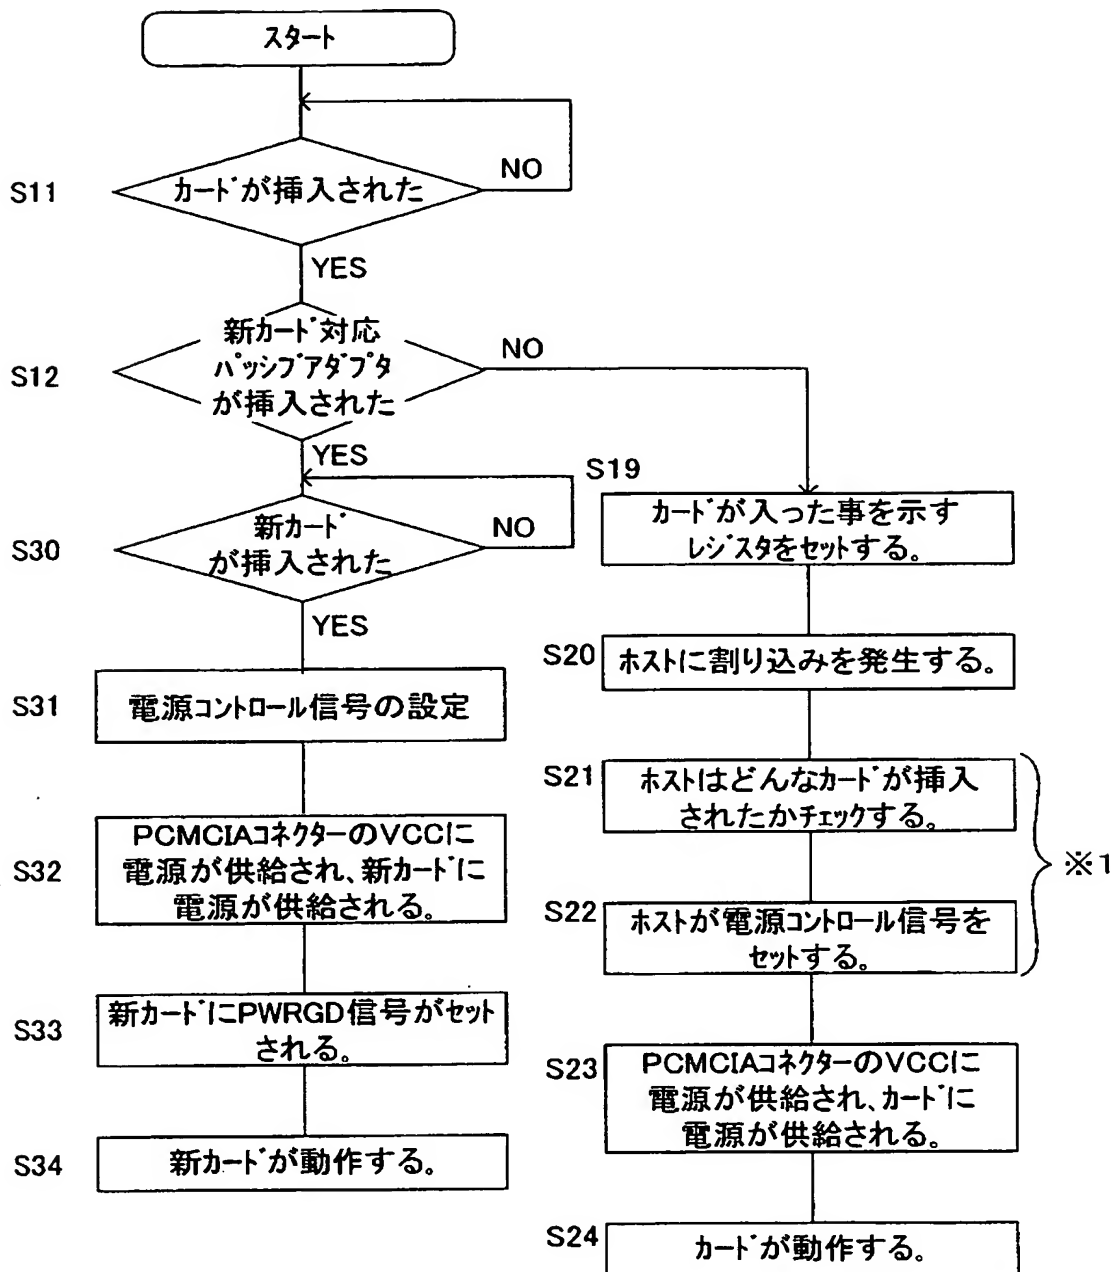 スタート
S11
カードが挿入された
NO
YES
S12
新カード対応
パッシブアダプタ
が挿入された
NO
YES
S30
新カード
が挿入された
NO
YES
S31
電源コントロール信号の設定
S32
PCMCIAコネクターのVCCに
電源が供給され、新カードに
電源が供給される。
S33
新カードにPWRGD信号がセット
される。
S34
新カードが動作する。
S19
カードが入った事を示す
レジスタをセットする。
S20
ホストに割り込みを発生する。
S21
ホストはどんなカードが挿入
されたかチェックする。
S22
ホストが電源コントロール信号を
セットする。
※1
S23
PCMCIAコネクターのVCCに
電源が供給され、カードに
電源が供給される。
S24
カードが動作する。